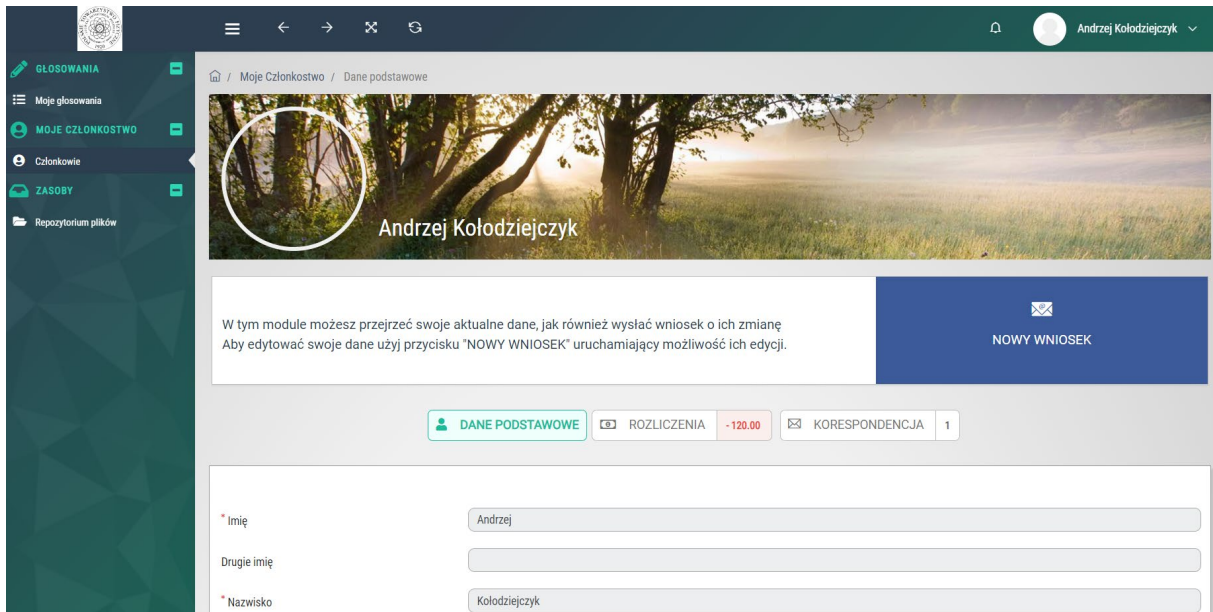 Andrzej Kołodziejczyk
GŁOSOWANIA
Moje głosowania
MOJE CZŁONKOSTWO
Członkowie
ZASOBY
Repozytorium plików
/ Moje Członkostwo / Dane podstawowe
Andrzej Kołodziejczyk
W tym module możesz przejrzeć swoje aktualne dane, jak również wysłać wniosek o ich zmianę
Aby edytować swoje dane użyj przycisku "NOWY WNIOSEK" uruchamiający możliwość ich edycji.
NOWY WNIOSEK
DANE PODSTAWOWE ROZLICZENIA - 120.00 KORESPONDENCJA 1
* Imię Andrzej
Drugie imię
* Nazwisko Kołodziejczyk